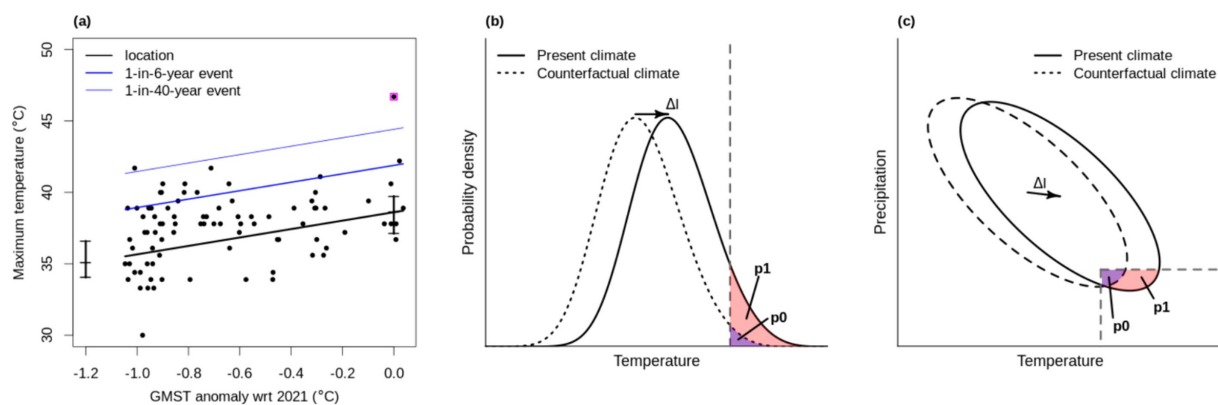 (a)
50
45
40
35
30
Maximum temperature (°C)
location
1-in-6-year event
1-in-40-year event
-1.2 -1.0 -0.8 -0.6 -0.4 -0.2 0.0
GMST anomaly wrt 2021 (°C)
(b)
Present climate
Counterfactual climate
ΔI
Probability density
p1
p0
Temperature
(c)
Present climate
Counterfactual climate
Precipitation
ΔI
p0
p1
Temperature